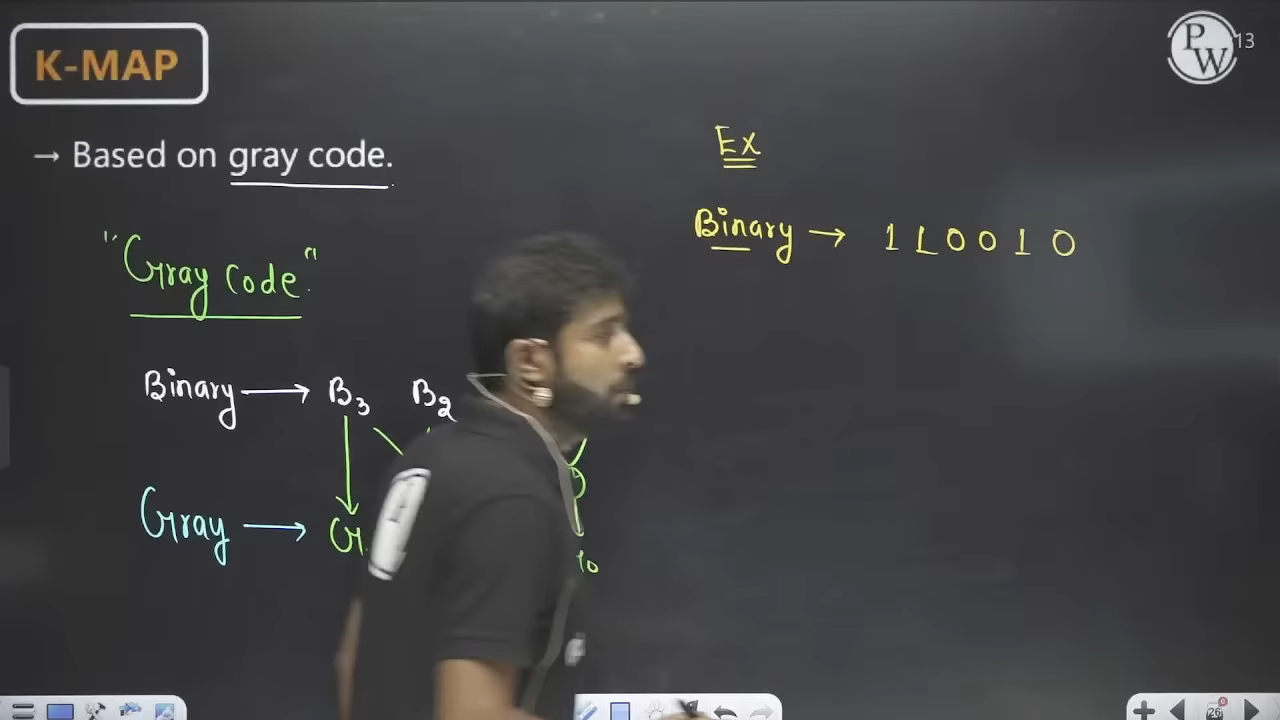 K-MAP
PW
13
→ Based on gray code.
Ex
Binary → 1 1 0 0 1 0
"Gray Code"
Binary → B3 B2
Gray → G
26